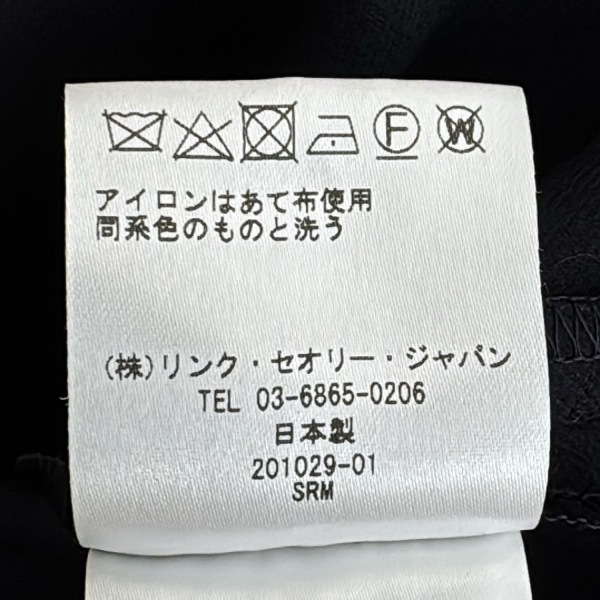 F W
アイロンはあて布使用
同系色のものと洗う
(株)リンク・セオリー・ジャパン
TEL 03-6865-0206
日本製
201029-01
SRM